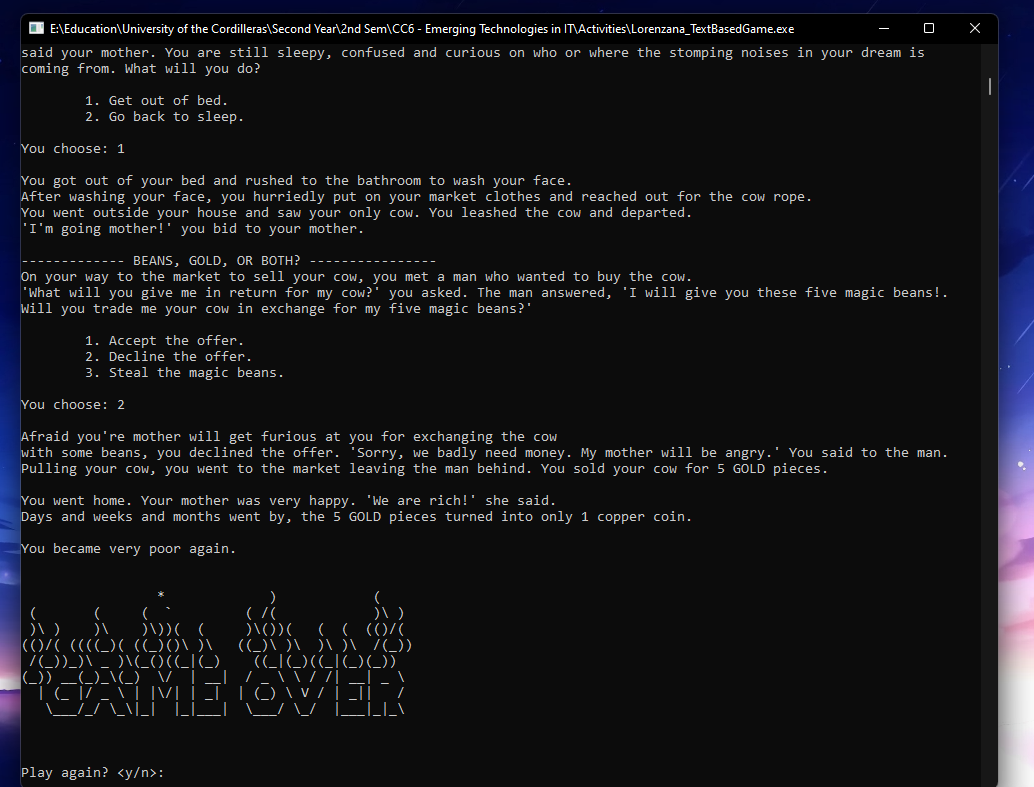 E:\Education\University of the Cordilleras\Second Year\2nd Sem\CC6 - Emerging Technologies in IT\Activities\Lorenzana_TextBasedGame.exe
said your mother. You are still sleepy, confused and curious on who or where the stomping noises in your dream is
coming from. What will you do?
1. Get out of bed.
2. Go back to sleep.
You choose: 1
You got out of your bed and rushed to the bathroom to wash your face.
After washing your face, you hurriedly put on your market clothes and reached out for the cow rope.
You went outside your house and saw your only cow. You leashed the cow and departed.
'I'm going mother!' you bid to your mother.
------------- BEANS, GOLD, OR BOTH? ----------------
On your way to the market to sell your cow, you met a man who wanted to buy the cow.
'What will you give me in return for my cow?' you asked. The man answered, 'I will give you these five magic beans!.
Will you trade me your cow in exchange for my five magic beans?'
1. Accept the offer.
2. Decline the offer.
3. Steal the magic beans.
You choose: 2
Afraid you're mother will get furious at you for exchanging the cow
with some beans, you declined the offer. 'Sorry, we badly need money. My mother will be angry.' You said to the man.
Pulling your cow, you went to the market leaving the man behind. You sold your cow for 5 GOLD pieces.
You went home. Your mother was very happy. 'We are rich!' she said.
Days and weeks and months went by, the 5 GOLD pieces turned into only 1 copper coin.
You became very poor again.
GAME OVER
Play again? <y/n>: